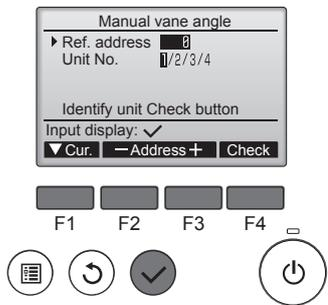 Manual vane angle
Ref. address 0
Unit No. 1/2/3/4
Identify unit Check button
Input display: ✓
▼Cur. －Address＋ Check
F1 F2 F3 F4